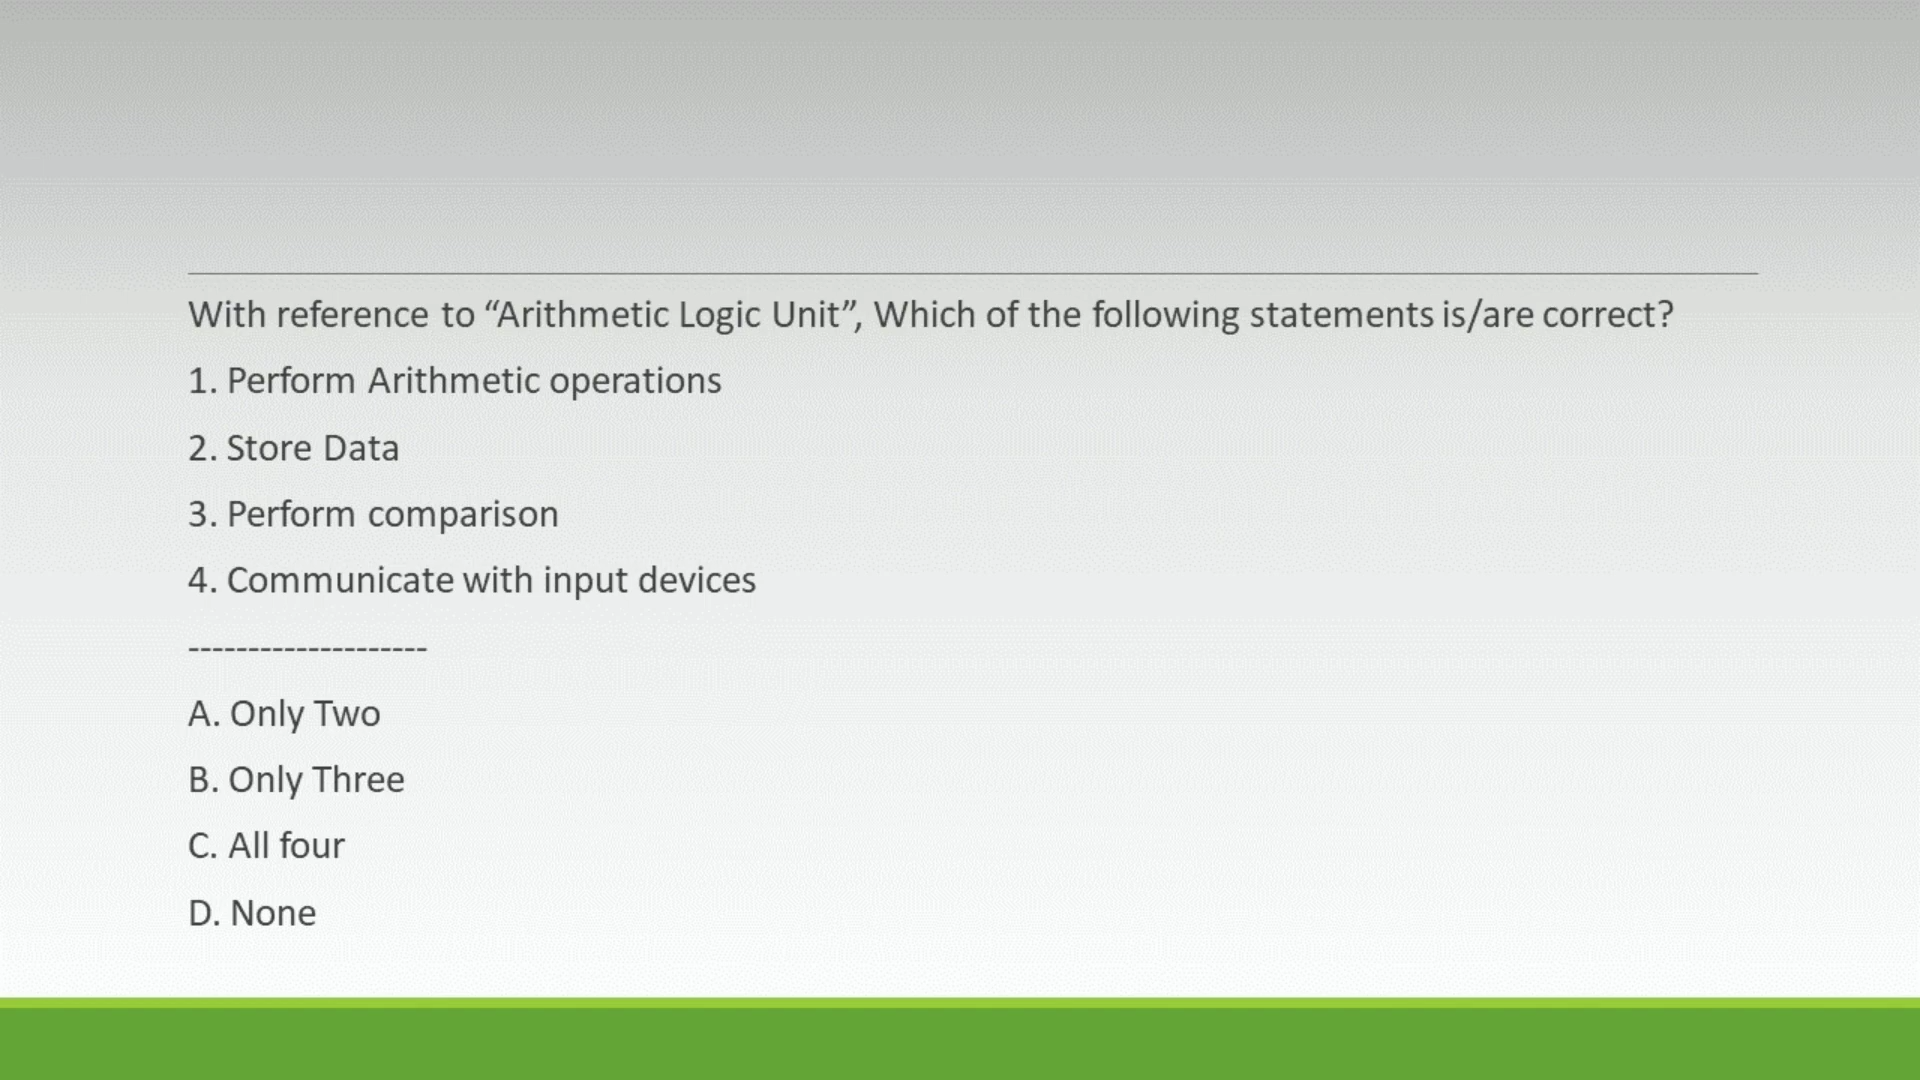 With reference to “Arithmetic Logic Unit”, Which of the following statements is/are correct?
1. Perform Arithmetic operations
2. Store Data
3. Perform comparison
4. Communicate with input devices
--------------------
A. Only Two
B. Only Three
C. All four
D. None